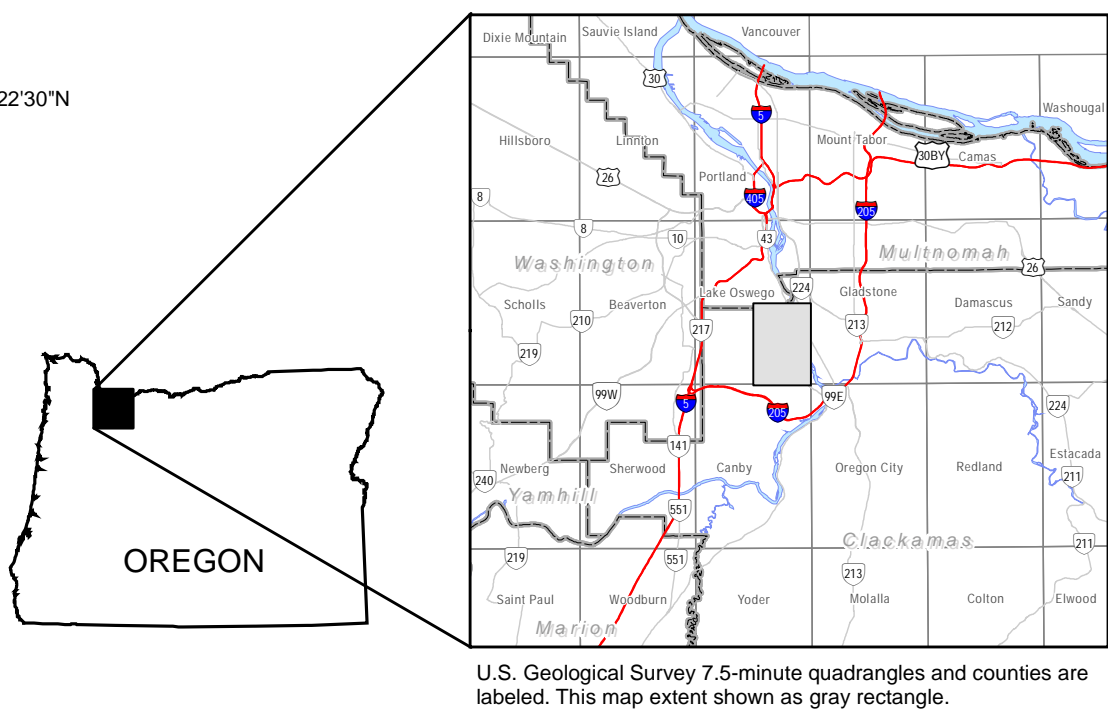 22'30"N
Dixie Mountain
Sauvie Island
Vancouver
30
Washougal
5
Hillsboro
Linnton
Mount Tabor
30BY
Camas
26
Portland
8
405
205
8
10
43
Washington
Multnomah
26
Lake Oswego
224
Gladstone
Scholls
Beaverton
Damascus
Sandy
210
217
213
212
219
99W
5
205
99E
224
141
Newberg
Sherwood
Canby
Oregon City
Redland
Estacada
240
211
Yamhill
551
OREGON
Clackamas
219
551
213
211
Saint Paul
Woodburn
Yoder
Molalla
Colton
Elwood
Marion
U.S. Geological Survey 7.5-minute quadrangles and counties are
labeled. This map extent shown as gray rectangle.